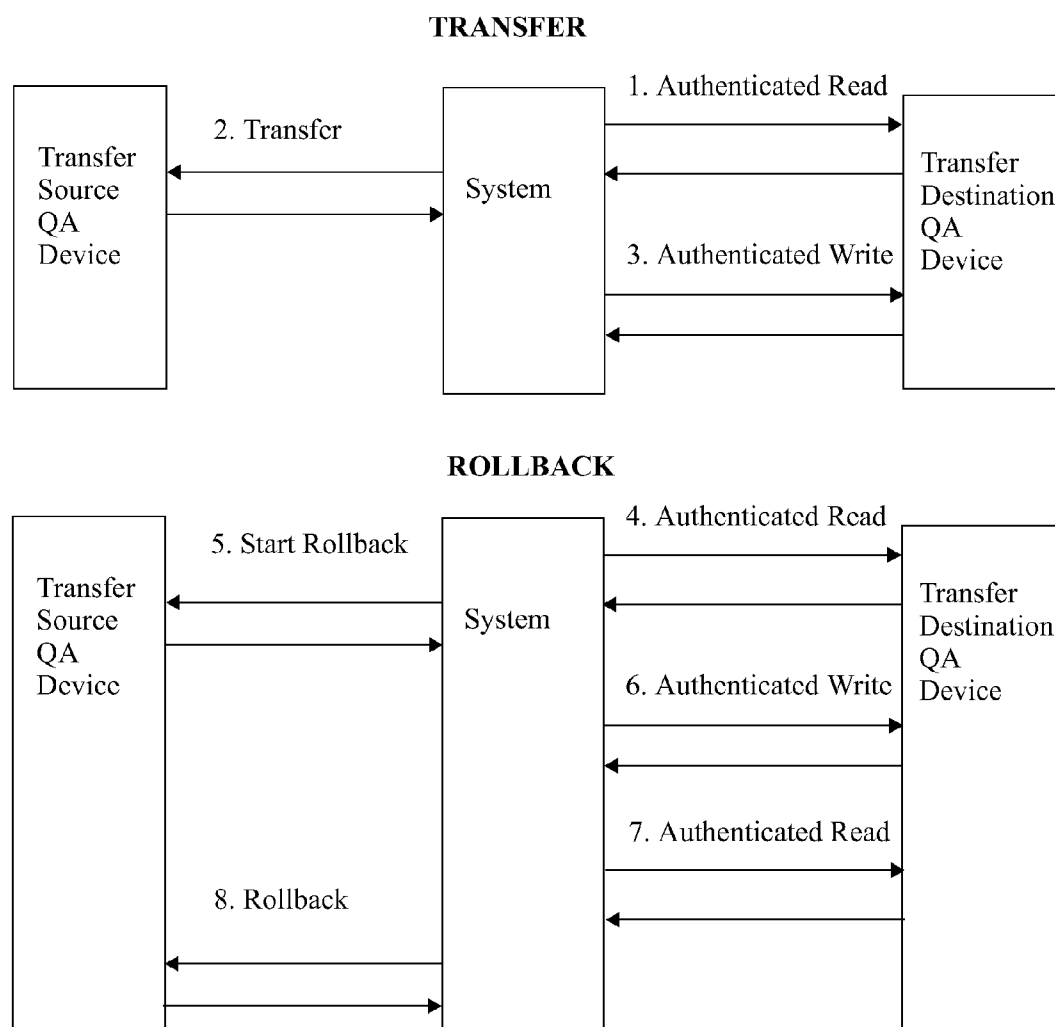 TRANSFER
1. Authenticated Read
2. Transfer
Transfer
Source
QA
Device
System
Transfer
Destination
QA
Device
3. Authenticated Write
ROLLBACK
4. Authenticated Read
5. Start Rollback
Transfer
Source
QA
Device
System
Transfer
Destination
QA
Device
6. Authenticated Write
7. Authenticated Read
8. Rollback